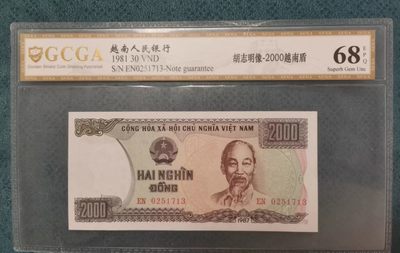 GCGA
越南人民银行
1981 30 VND
S/N EN0251713-Note guarantee
胡志明像-2000越南盾
68 EPQ
Superb Gem Unc
CỘNG HÒA XÃ HỘI CHỦ NGHĨA VIỆT NAM
2000
HAI NGHÌN
ĐỒNG
EN 0251713
2000
EN 0251713
1987